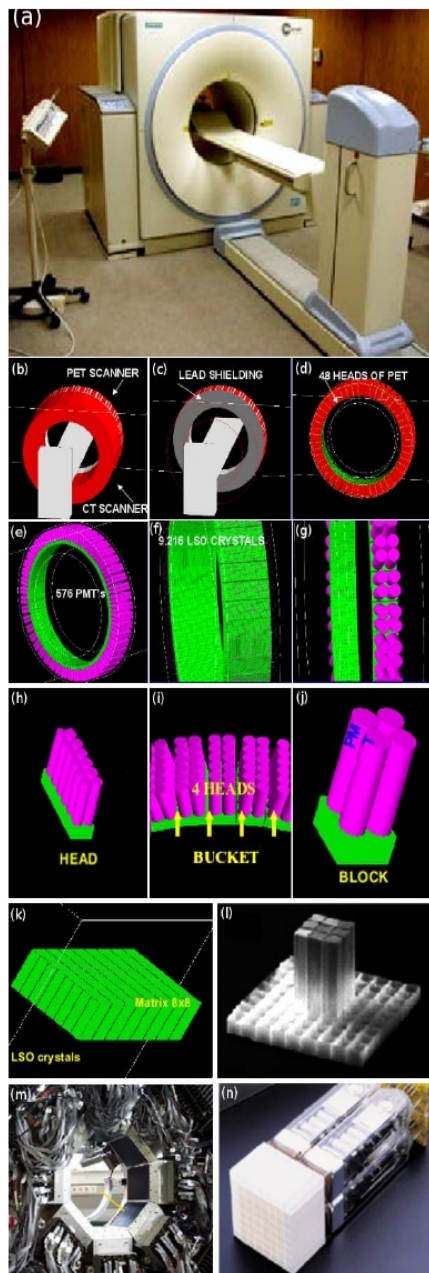 (a)
(b)
PET SCANNER
CT SCANNER
(c)
LEAD SHIELDING
(d)
48 HEADS OF PET
(e)
576 PMT's
(f)
9.216 LSO CRYSTALS
(g)
(h)
HEAD
(i)
4 HEADS
BUCKET
(j)
PM
T
BLOCK
(k)
Matrix 8x8
LSO crystals
(l)
(m)
(n)